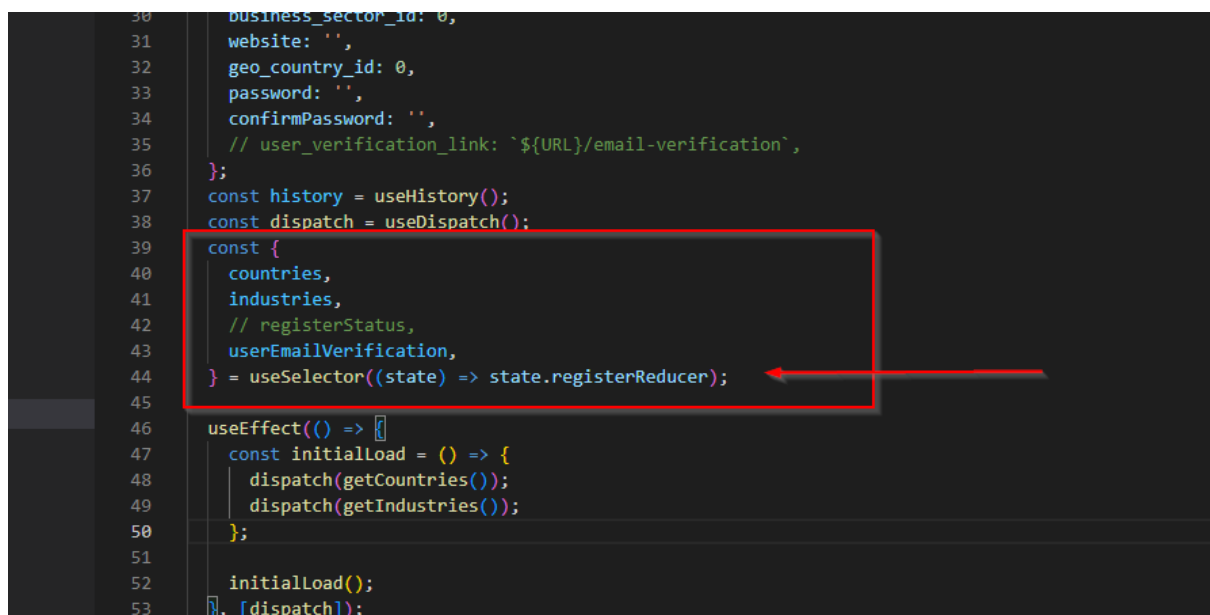 30 business_sector_id: 0,
31 website: '',
32 geo_country_id: 0,
33 password: '',
34 confirmPassword: '',
35 // user_verification_link: `${URL}/email-verification`,
36 };
37 const history = useHistory();
38 const dispatch = useDispatch();
39 const {
40 countries,
41 industries,
42 // registerStatus,
43 userEmailVerification,
44 } = useSelector((state) => state.registerReducer);
45
46 useEffect(() => {
47 const initialLoad = () => {
48 dispatch(getCountries());
49 dispatch(getIndustries());
50 };
51
52 initialLoad();
53 }, [dispatch]);